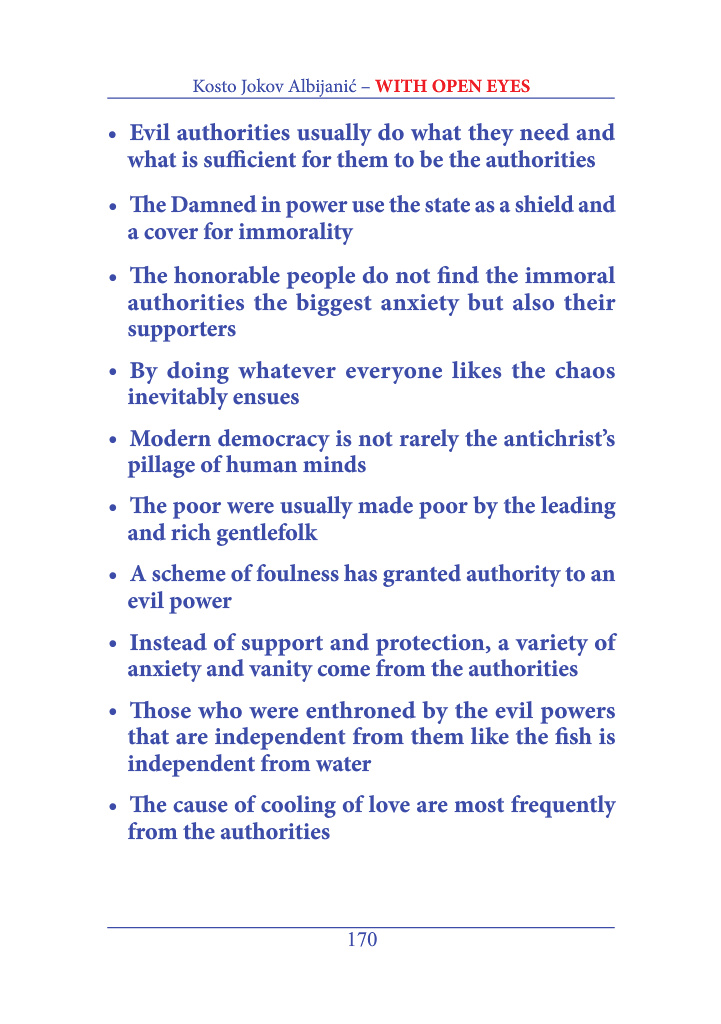 Kosto Jokov Albijanić – WITH OPEN EYES
• Evil authorities usually do what they need and
what is sufficient for them to be the authorities
• The Damned in power use the state as a shield and
a cover for immorality
• The honorable people do not find the immoral
authorities the biggest anxiety but also their
supporters
• By doing whatever everyone likes the chaos
inevitably ensues
• Modern democracy is not rarely the antichrist’s
pillage of human minds
• The poor were usually made poor by the leading
and rich gentlefolk
• A scheme of foulness has granted authority to an
evil power
• Instead of support and protection, a variety of
anxiety and vanity come from the authorities
• Those who were enthroned by the evil powers
that are independent from them like the fish is
independent from water
• The cause of cooling of love are most frequently
from the authorities
170